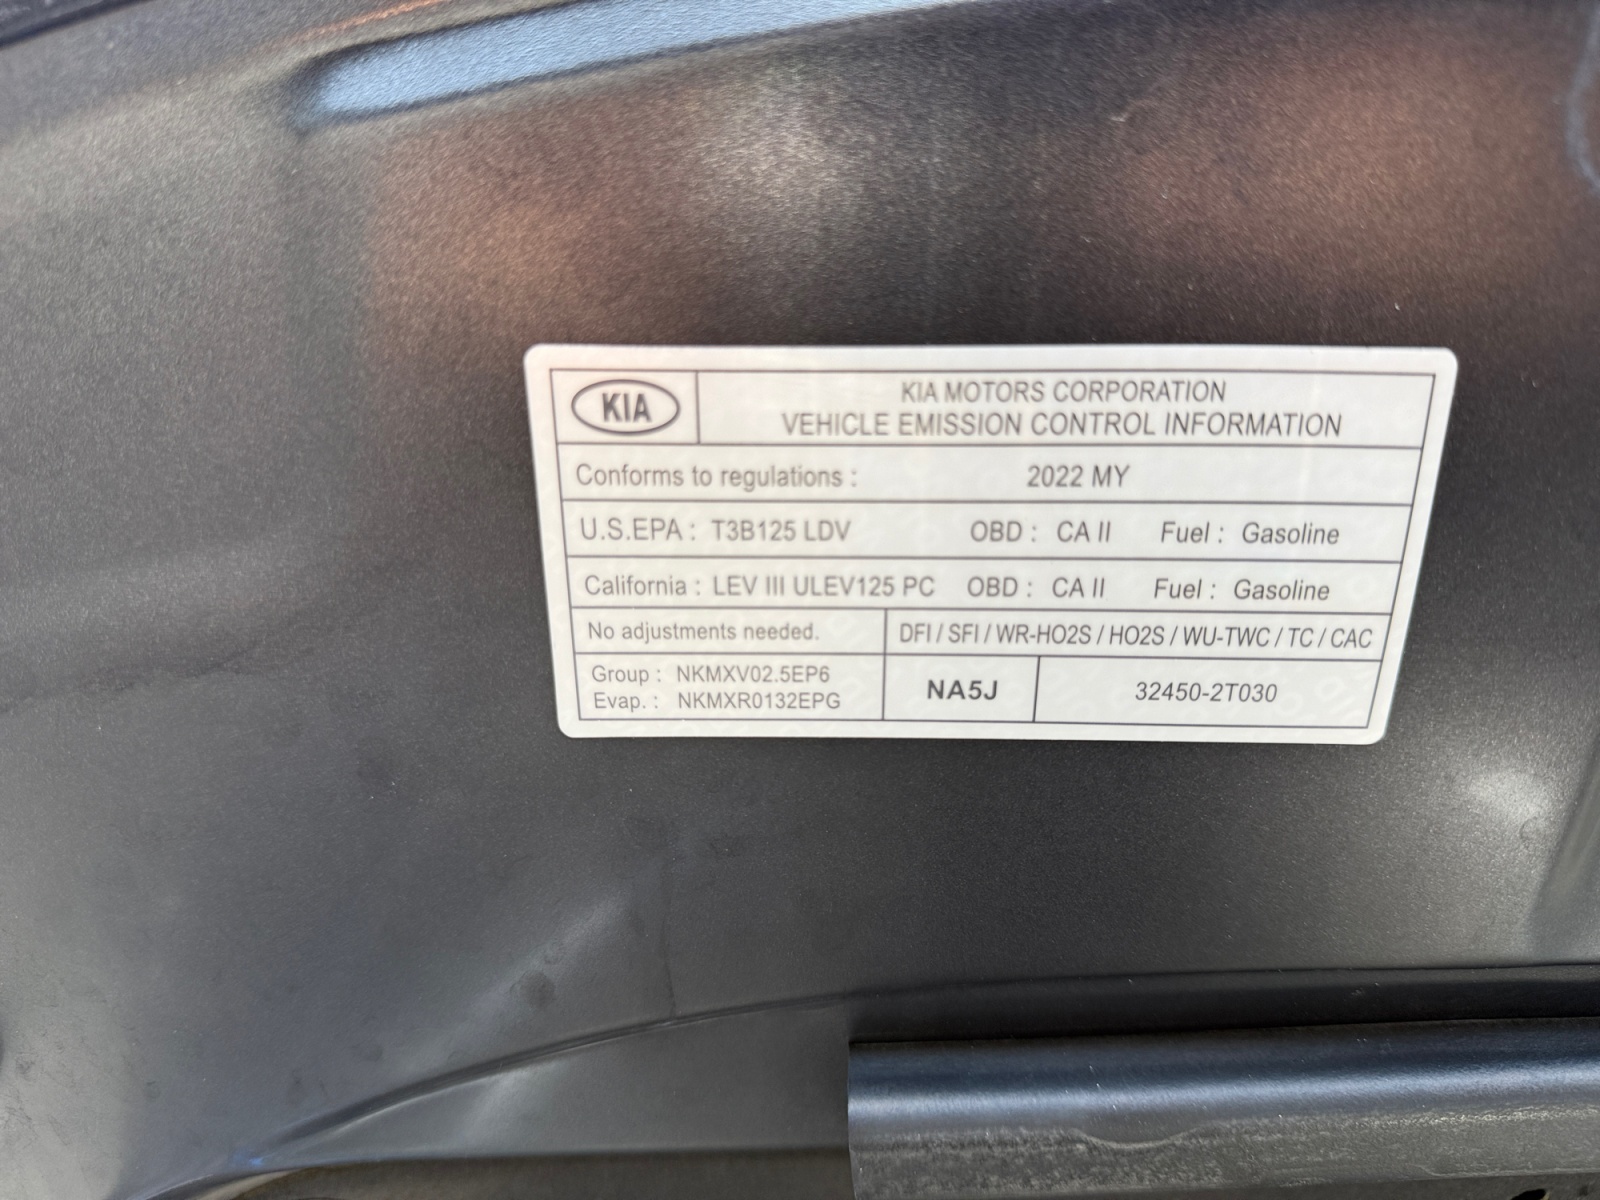 KIA
KIA MOTORS CORPORATION
VEHICLE EMISSION CONTROL INFORMATION
Conforms to regulations : 2022 MY
U.S.EPA : T3B125 LDV OBD : CA II Fuel : Gasoline
California : LEV III ULEV125 PC OBD : CA II Fuel : Gasoline
No adjustments needed. DFI / SFI / WR-HO2S / HO2S / WU-TWC / TC / CAC
Group : NKMXV02.5EP6
Evap. : NKMXR0132EPG
NA5J
32450-2T030